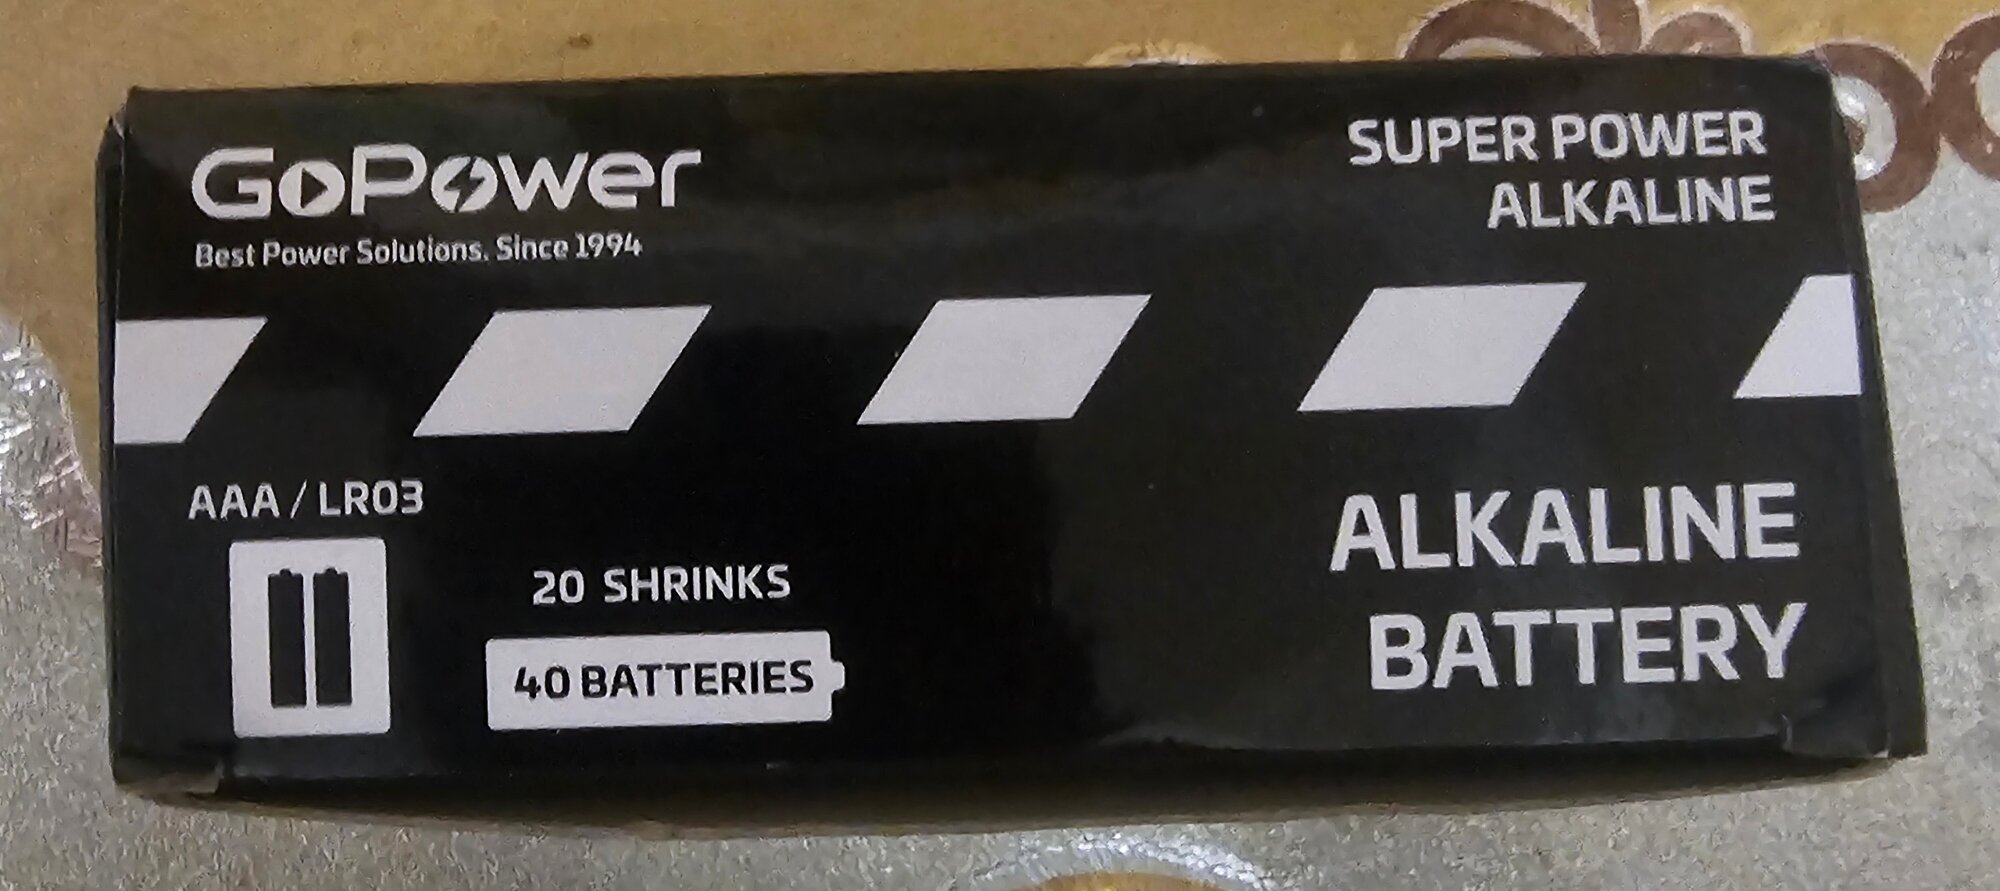 GoPower
Best Power Solutions. Since 1994
SUPER POWER
ALKALINE
AAA / LR03
20 SHRINKS
40 BATTERIES
ALKALINE
BATTERY